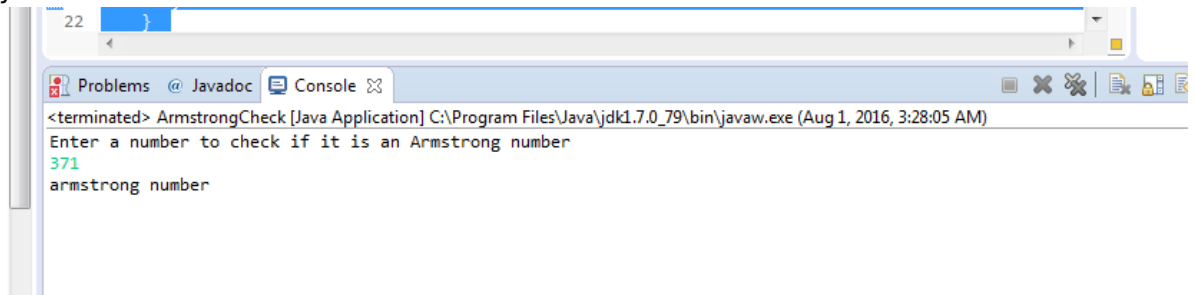 22 }
Problems @ Javadoc Console
<terminated> ArmstrongCheck [Java Application] C:\Program Files\Java\jdk1.7.0_79\bin\javaw.exe (Aug 1, 2016, 3:28:05 AM)
Enter a number to check if it is an Armstrong number
371
armstrong number